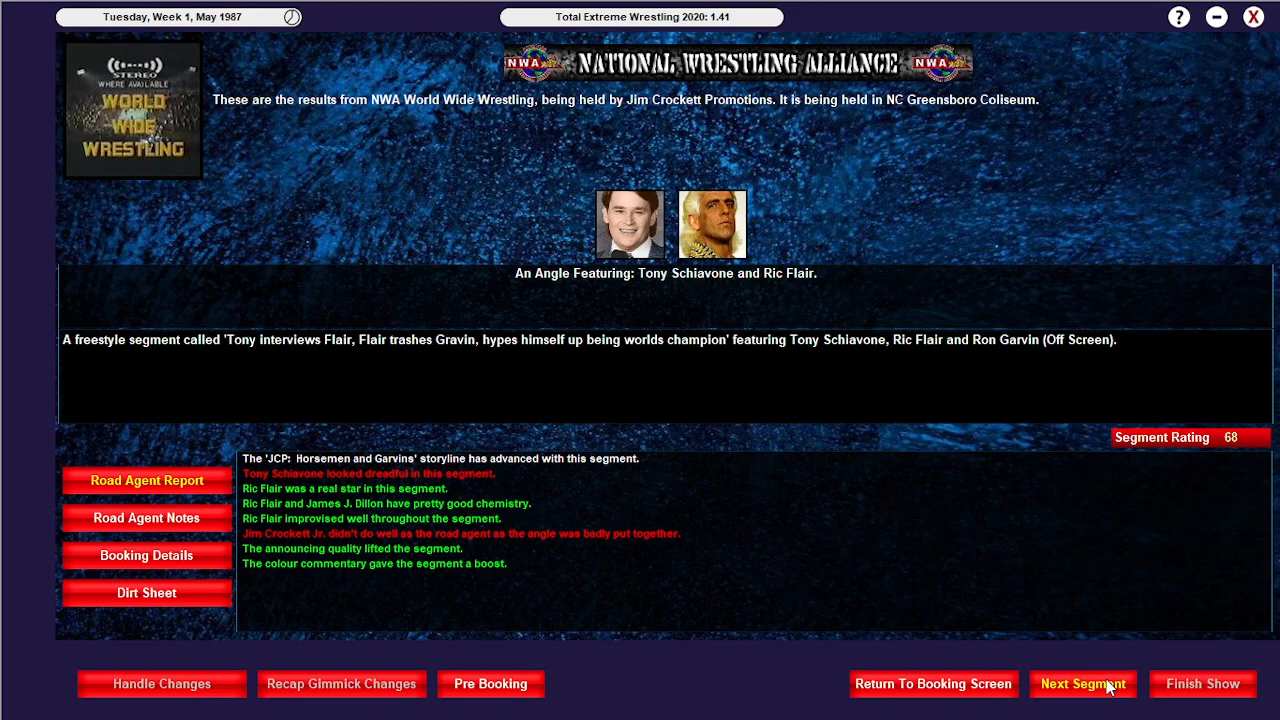 Tuesday, Week 1, May 1987
Total Extreme Wrestling 2020: 1.41
?
X
STEREO
WHERE AVAILABLE
WORLD
WIDE
WRESTLING
NWA
NATIONAL WRESTLING ALLIANCE
NWA
These are the results from NWA World Wide Wrestling, being held by Jim Crockett Promotions. It is being held in NC Greensboro Coliseum.
An Angle Featuring: Tony Schiavone and Ric Flair.
A freestyle segment called 'Tony interviews Flair, Flair trashes Gravin, hypes himself up being worlds champion' featuring Tony Schiavone, Ric Flair and Ron Garvin (Off Screen).
Segment Rating 68
Road Agent Report
Road Agent Notes
Booking Details
Dirt Sheet
The 'JCP: Horsemen and Garvins' storyline has advanced with this segment.
Tony Schiavone looked dreadful in this segment.
Ric Flair was a real star in this segment.
Ric Flair and James J. Dillon have pretty good chemistry.
Ric Flair improvised well throughout the segment.
Jim Crockett Jr. didn't do well as the road agent as the angle was badly put together.
The announcing quality lifted the segment.
The colour commentary gave the segment a boost.
Handle Changes
Recap Gimmick Changes
Pre Booking
Return To Booking Screen
Next Segment
Finish Show